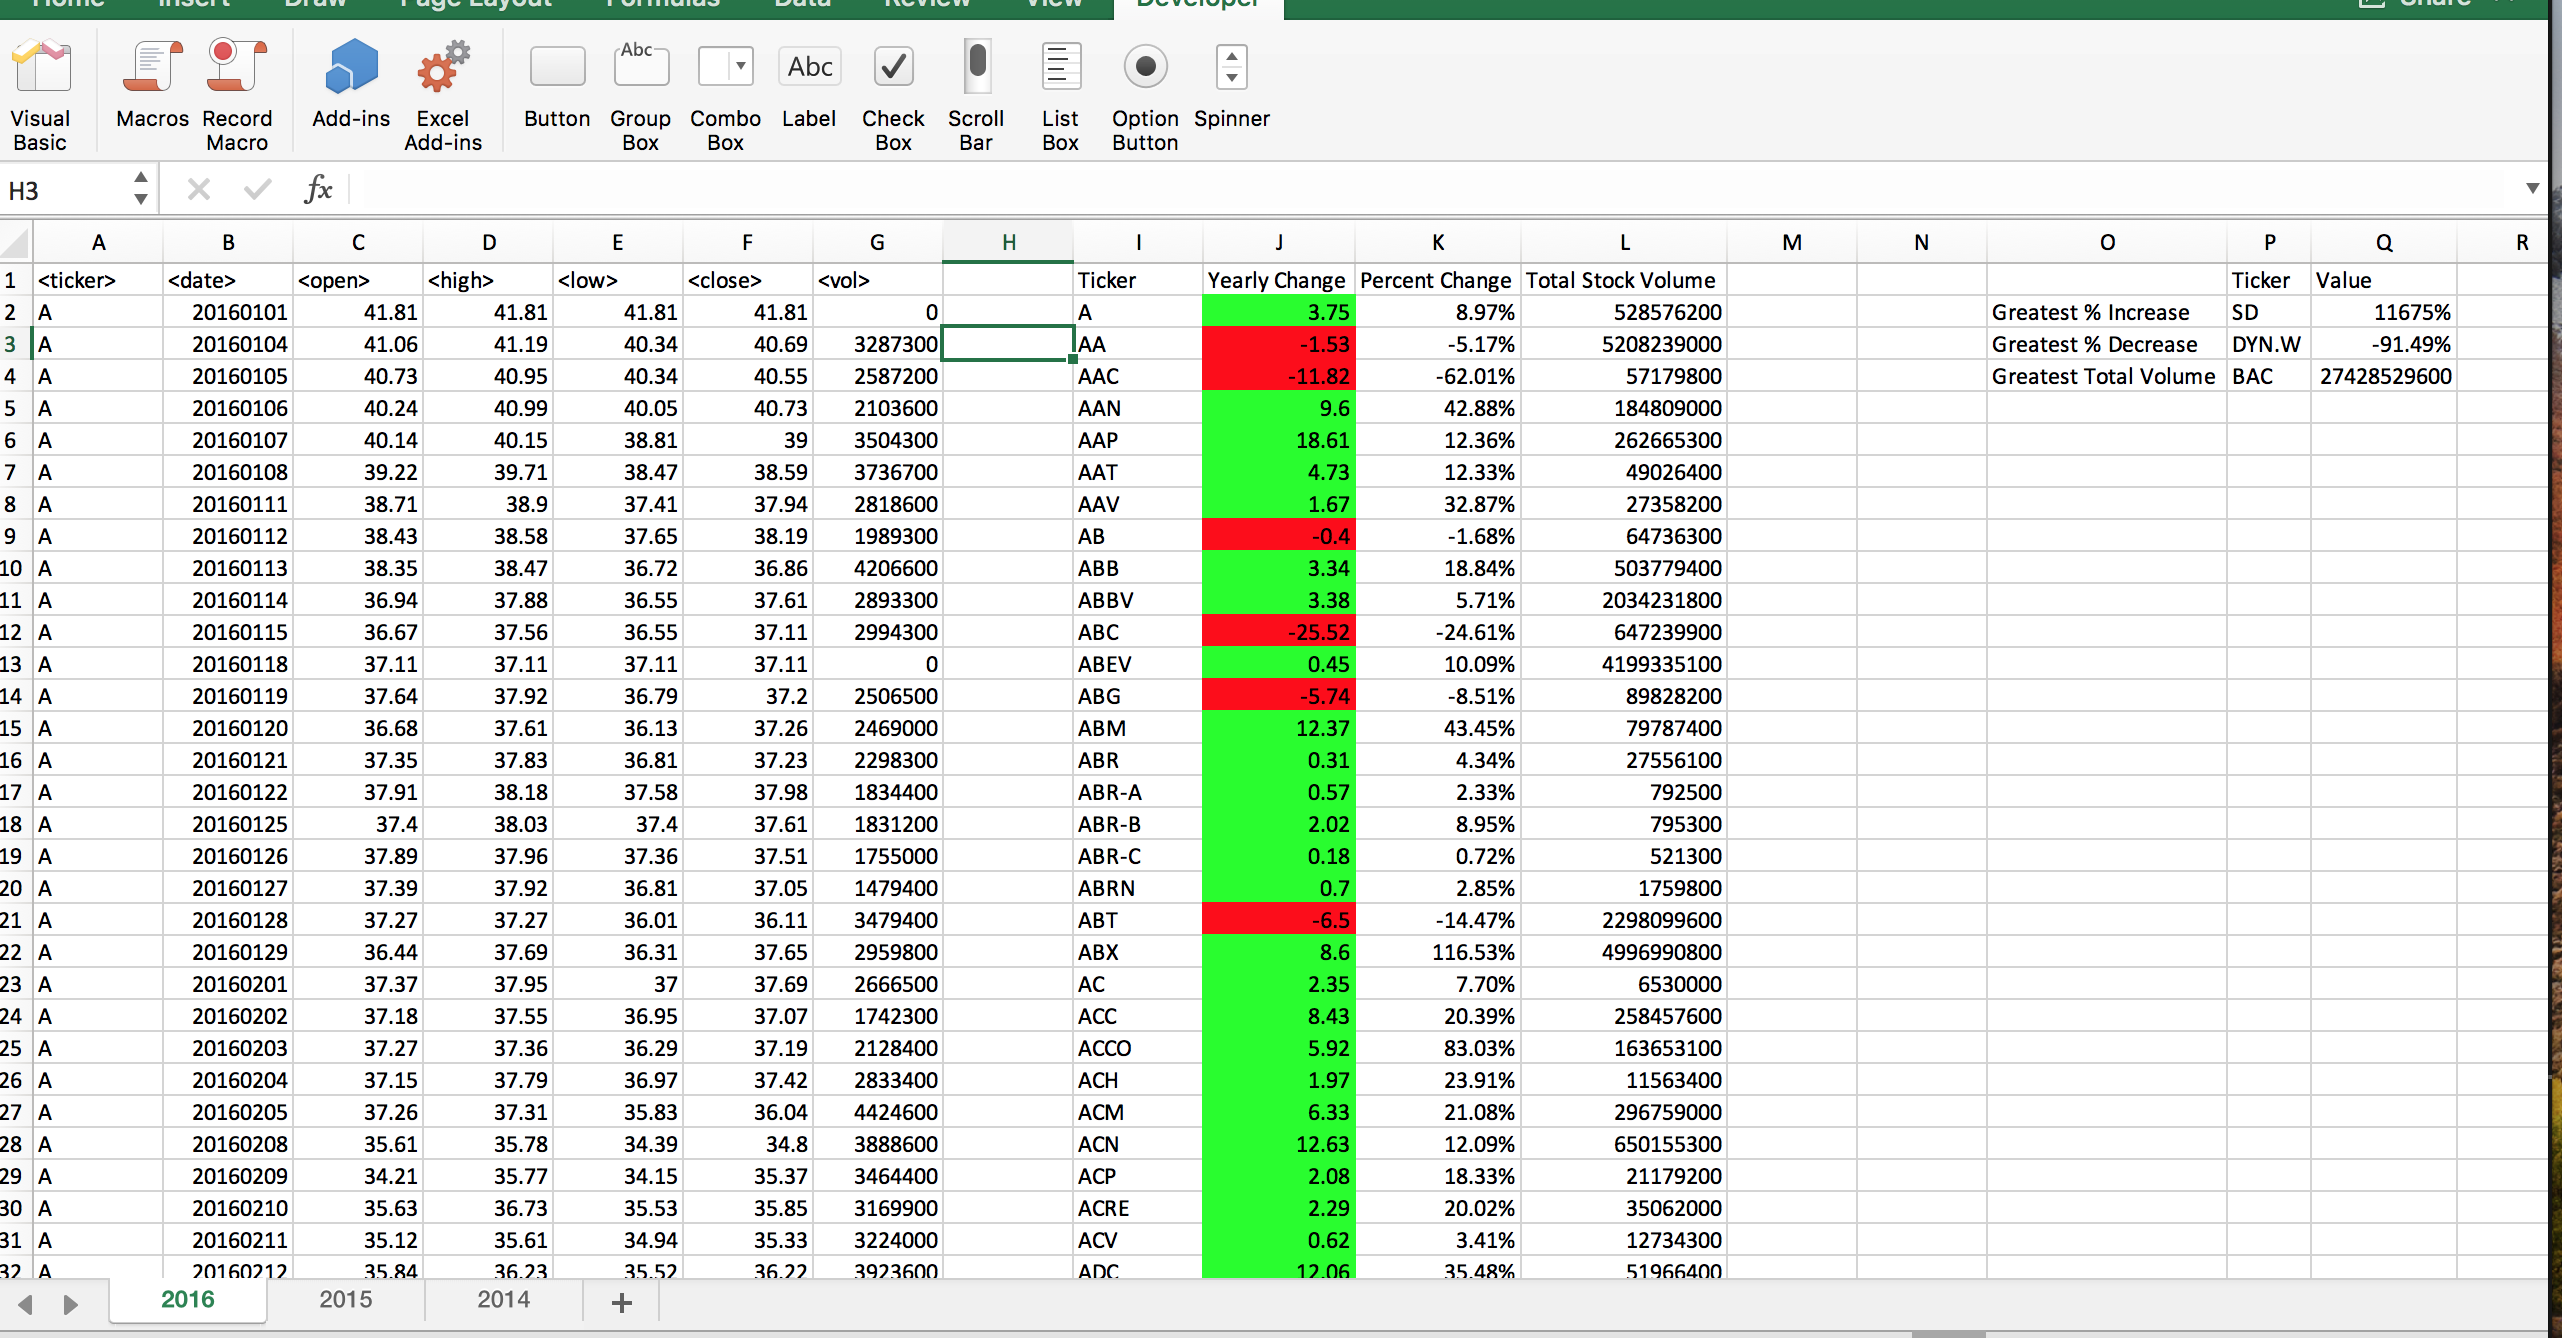 Home Insert Draw Page Layout Formulas Data Review View Developer Share
Visual Basic Macros Record Macro Add-ins Excel Add-ins Button Group Box Combo Box Label Check Box Scroll Bar List Box Option Button Spinner
Abc Abc
H3 fx
A B C D E F G H I J K L M N O P Q R
1 <ticker> <date> <open> <high> <low> <close> <vol> Ticker Yearly Change Percent Change Total Stock Volume Ticker Value
2 A 20160101 41.81 41.81 41.81 41.81 0 A 3.75 8.97% 528576200 Greatest % Increase SD 11675%
3 A 20160104 41.06 41.19 40.34 40.69 3287300 AA -1.53 -5.17% 5208239000 Greatest % Decrease DYN.W -91.49%
4 A 20160105 40.73 40.95 40.34 40.55 2587200 AAC -11.82 -62.01% 57179800 Greatest Total Volume BAC 27428529600
5 A 20160106 40.24 40.99 40.05 40.73 2103600 AAN 9.6 42.88% 184809000
6 A 20160107 40.14 40.15 38.81 39 3504300 AAP 18.61 12.36% 262665300
7 A 20160108 39.22 39.71 38.47 38.59 3736700 AAT 4.73 12.33% 49026400
8 A 20160111 38.71 38.9 37.41 37.94 2818600 AAV 1.67 32.87% 27358200
9 A 20160112 38.43 38.58 37.65 38.19 1989300 AB -0.4 -1.68% 64736300
10 A 20160113 38.35 38.47 36.72 36.86 4206600 ABB 3.34 18.84% 503779400
11 A 20160114 36.94 37.88 36.55 37.61 2893300 ABBV 3.38 5.71% 2034231800
12 A 20160115 36.67 37.56 36.55 37.11 2994300 ABC -25.52 -24.61% 647239900
13 A 20160118 37.11 37.11 37.11 37.11 0 ABEV 0.45 10.09% 4199335100
14 A 20160119 37.64 37.92 36.79 37.2 2506500 ABG -5.74 -8.51% 89828200
15 A 20160120 36.68 37.61 36.13 37.26 2469000 ABM 12.37 43.45% 79787400
16 A 20160121 37.35 37.83 36.81 37.23 2298300 ABR 0.31 4.34% 27556100
17 A 20160122 37.91 38.18 37.58 37.98 1834400 ABR-A 0.57 2.33% 792500
18 A 20160125 37.4 38.03 37.4 37.61 1831200 ABR-B 2.02 8.95% 795300
19 A 20160126 37.89 37.96 37.36 37.51 1755000 ABR-C 0.18 0.72% 521300
20 A 20160127 37.39 37.92 36.81 37.05 1479400 ABRN 0.7 2.85% 1759800
21 A 20160128 37.27 37.27 36.01 36.11 3479400 ABT -6.5 -14.47% 2298099600
22 A 20160129 36.44 37.69 36.31 37.65 2959800 ABX 8.6 116.53% 4996990800
23 A 20160201 37.37 37.95 37 37.69 2666500 AC 2.35 7.70% 6530000
24 A 20160202 37.18 37.55 36.95 37.07 1742300 ACC 8.43 20.39% 258457600
25 A 20160203 37.27 37.36 36.29 37.19 2128400 ACCO 5.92 83.03% 163653100
26 A 20160204 37.15 37.79 36.97 37.42 2833400 ACH 1.97 23.91% 11563400
27 A 20160205 37.26 37.31 35.83 36.04 4424600 ACM 6.33 21.08% 296759000
28 A 20160208 35.61 35.78 34.39 34.8 3888600 ACN 12.63 12.09% 650155300
29 A 20160209 34.21 35.77 34.15 35.37 3464400 ACP 2.08 18.33% 21179200
30 A 20160210 35.63 36.73 35.53 35.85 3169900 ACRE 2.29 20.02% 35062000
31 A 20160211 35.12 35.61 34.94 35.33 3224000 ACV 0.62 3.41% 12734300
32 A 20160212 35.84 36.23 35.52 36.22 3923600 ADC 12.06 35.48% 51966400
2016 2015 2014 +